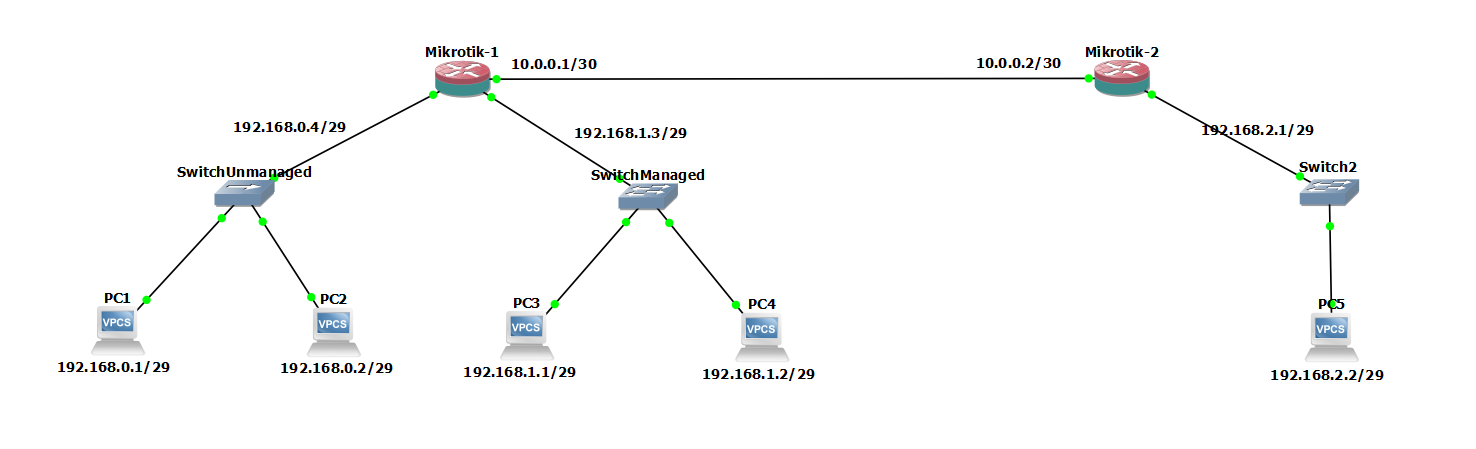 Mikrotik-1
10.0.0.1/30
10.0.0.2/30
Mikrotik-2
192.168.0.4/29
192.168.1.3/29
192.168.2.1/29
SwitchUnmanaged
SwitchManaged
Switch2
PC1
PC2
PC3
PC4
PC5
VPCS
VPCS
VPCS
VPCS
VPCS
192.168.0.1/29
192.168.0.2/29
192.168.1.1/29
192.168.1.2/29
192.168.2.2/29